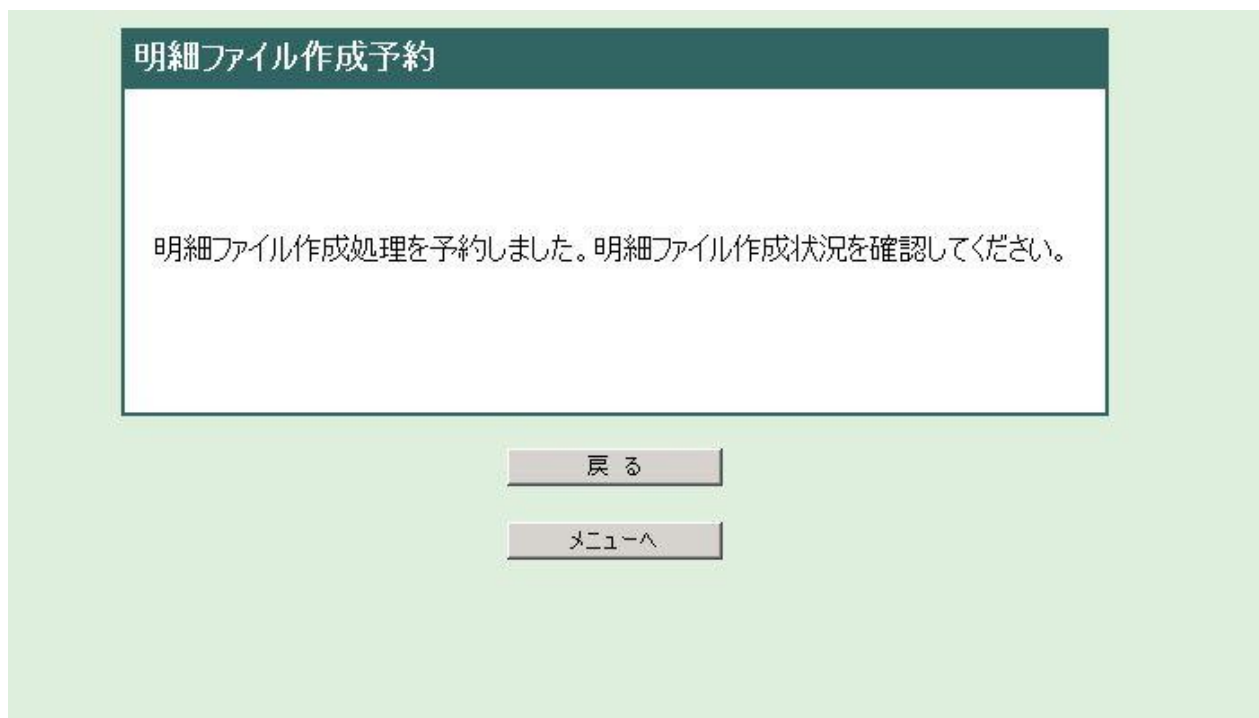 明細ファイル作成予約
明細ファイル作成処理を予約しました。明細ファイル作成状況を確認してください。
戻 る
メニューへ